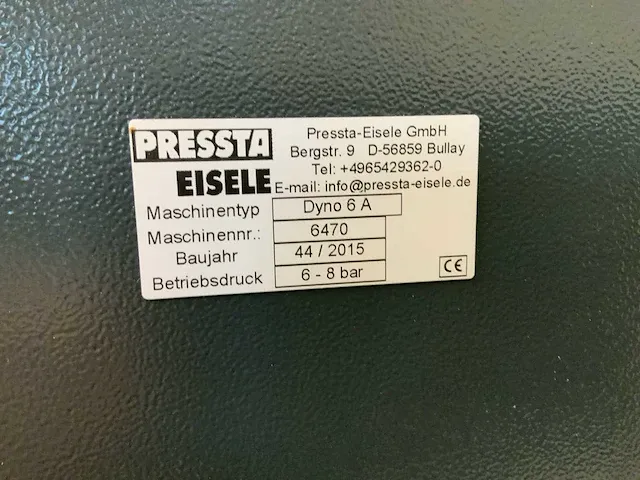 PRESSTA
EISELE
Pressta-Eisele GmbH
Bergstr. 9 D-56859 Bullay
Tel: +4965429362-0
E-mail: info@pressta-eisele.de
Maschinentyp Dyno 6 A
Maschinennr.: 6470
Baujahr 44 / 2015
Betriebsdruck 6 - 8 bar
CE